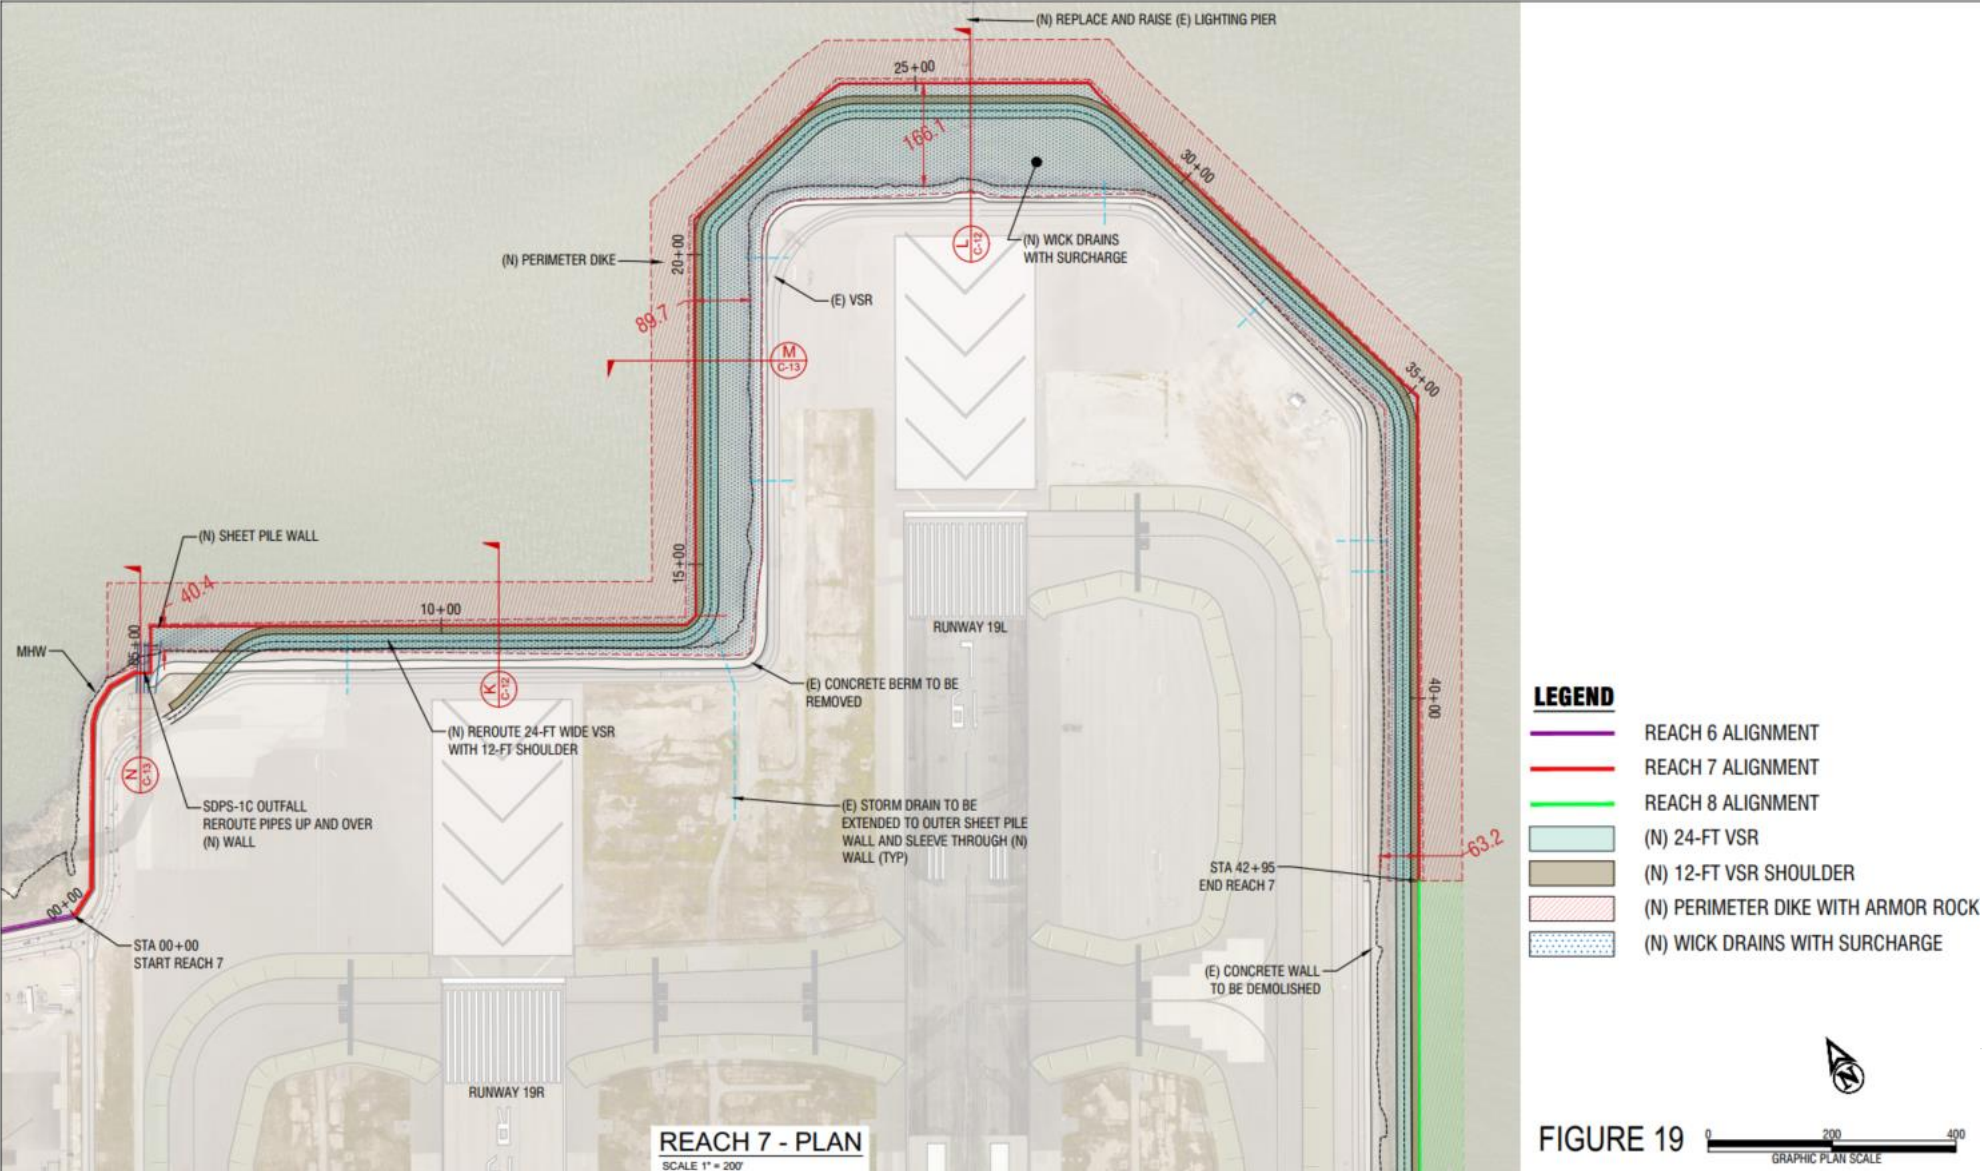 (N) REPLACE AND RAISE (E) LIGHTING PIER
25+00
166.1
30+00
(N) PERIMETER DIKE
20+00
L
C-12
(N) WICK DRAINS
WITH SURCHARGE
89.7
(E) VSR
M
C-13
35+00
(N) SHEET PILE WALL
15+00
40.4
10+00
RUNWAY 19L
MHW
05+00
K
C-12
(E) CONCRETE BERM TO BE
REMOVED
40+00
(N) REROUTE 24-FT WIDE VSR
WITH 12-FT SHOULDER
N
C-13
SDPS-1C OUTFALL
REROUTE PIPES UP AND OVER
(N) WALL
(E) STORM DRAIN TO BE
EXTENDED TO OUTER SHEET PILE
WALL AND SLEEVE THROUGH (N)
WALL (TYP)
63.2
STA 42+95
END REACH 7
00+00
STA 00+00
START REACH 7
(E) CONCRETE WALL
TO BE DEMOLISHED
RUNWAY 19R
REACH 7 - PLAN
SCALE 1" = 200'
LEGEND
REACH 6 ALIGNMENT
REACH 7 ALIGNMENT
REACH 8 ALIGNMENT
(N) 24-FT VSR
(N) 12-FT VSR SHOULDER
(N) PERIMETER DIKE WITH ARMOR ROCK
(N) WICK DRAINS WITH SURCHARGE
N
FIGURE 19
0 200 400
GRAPHIC PLAN SCALE